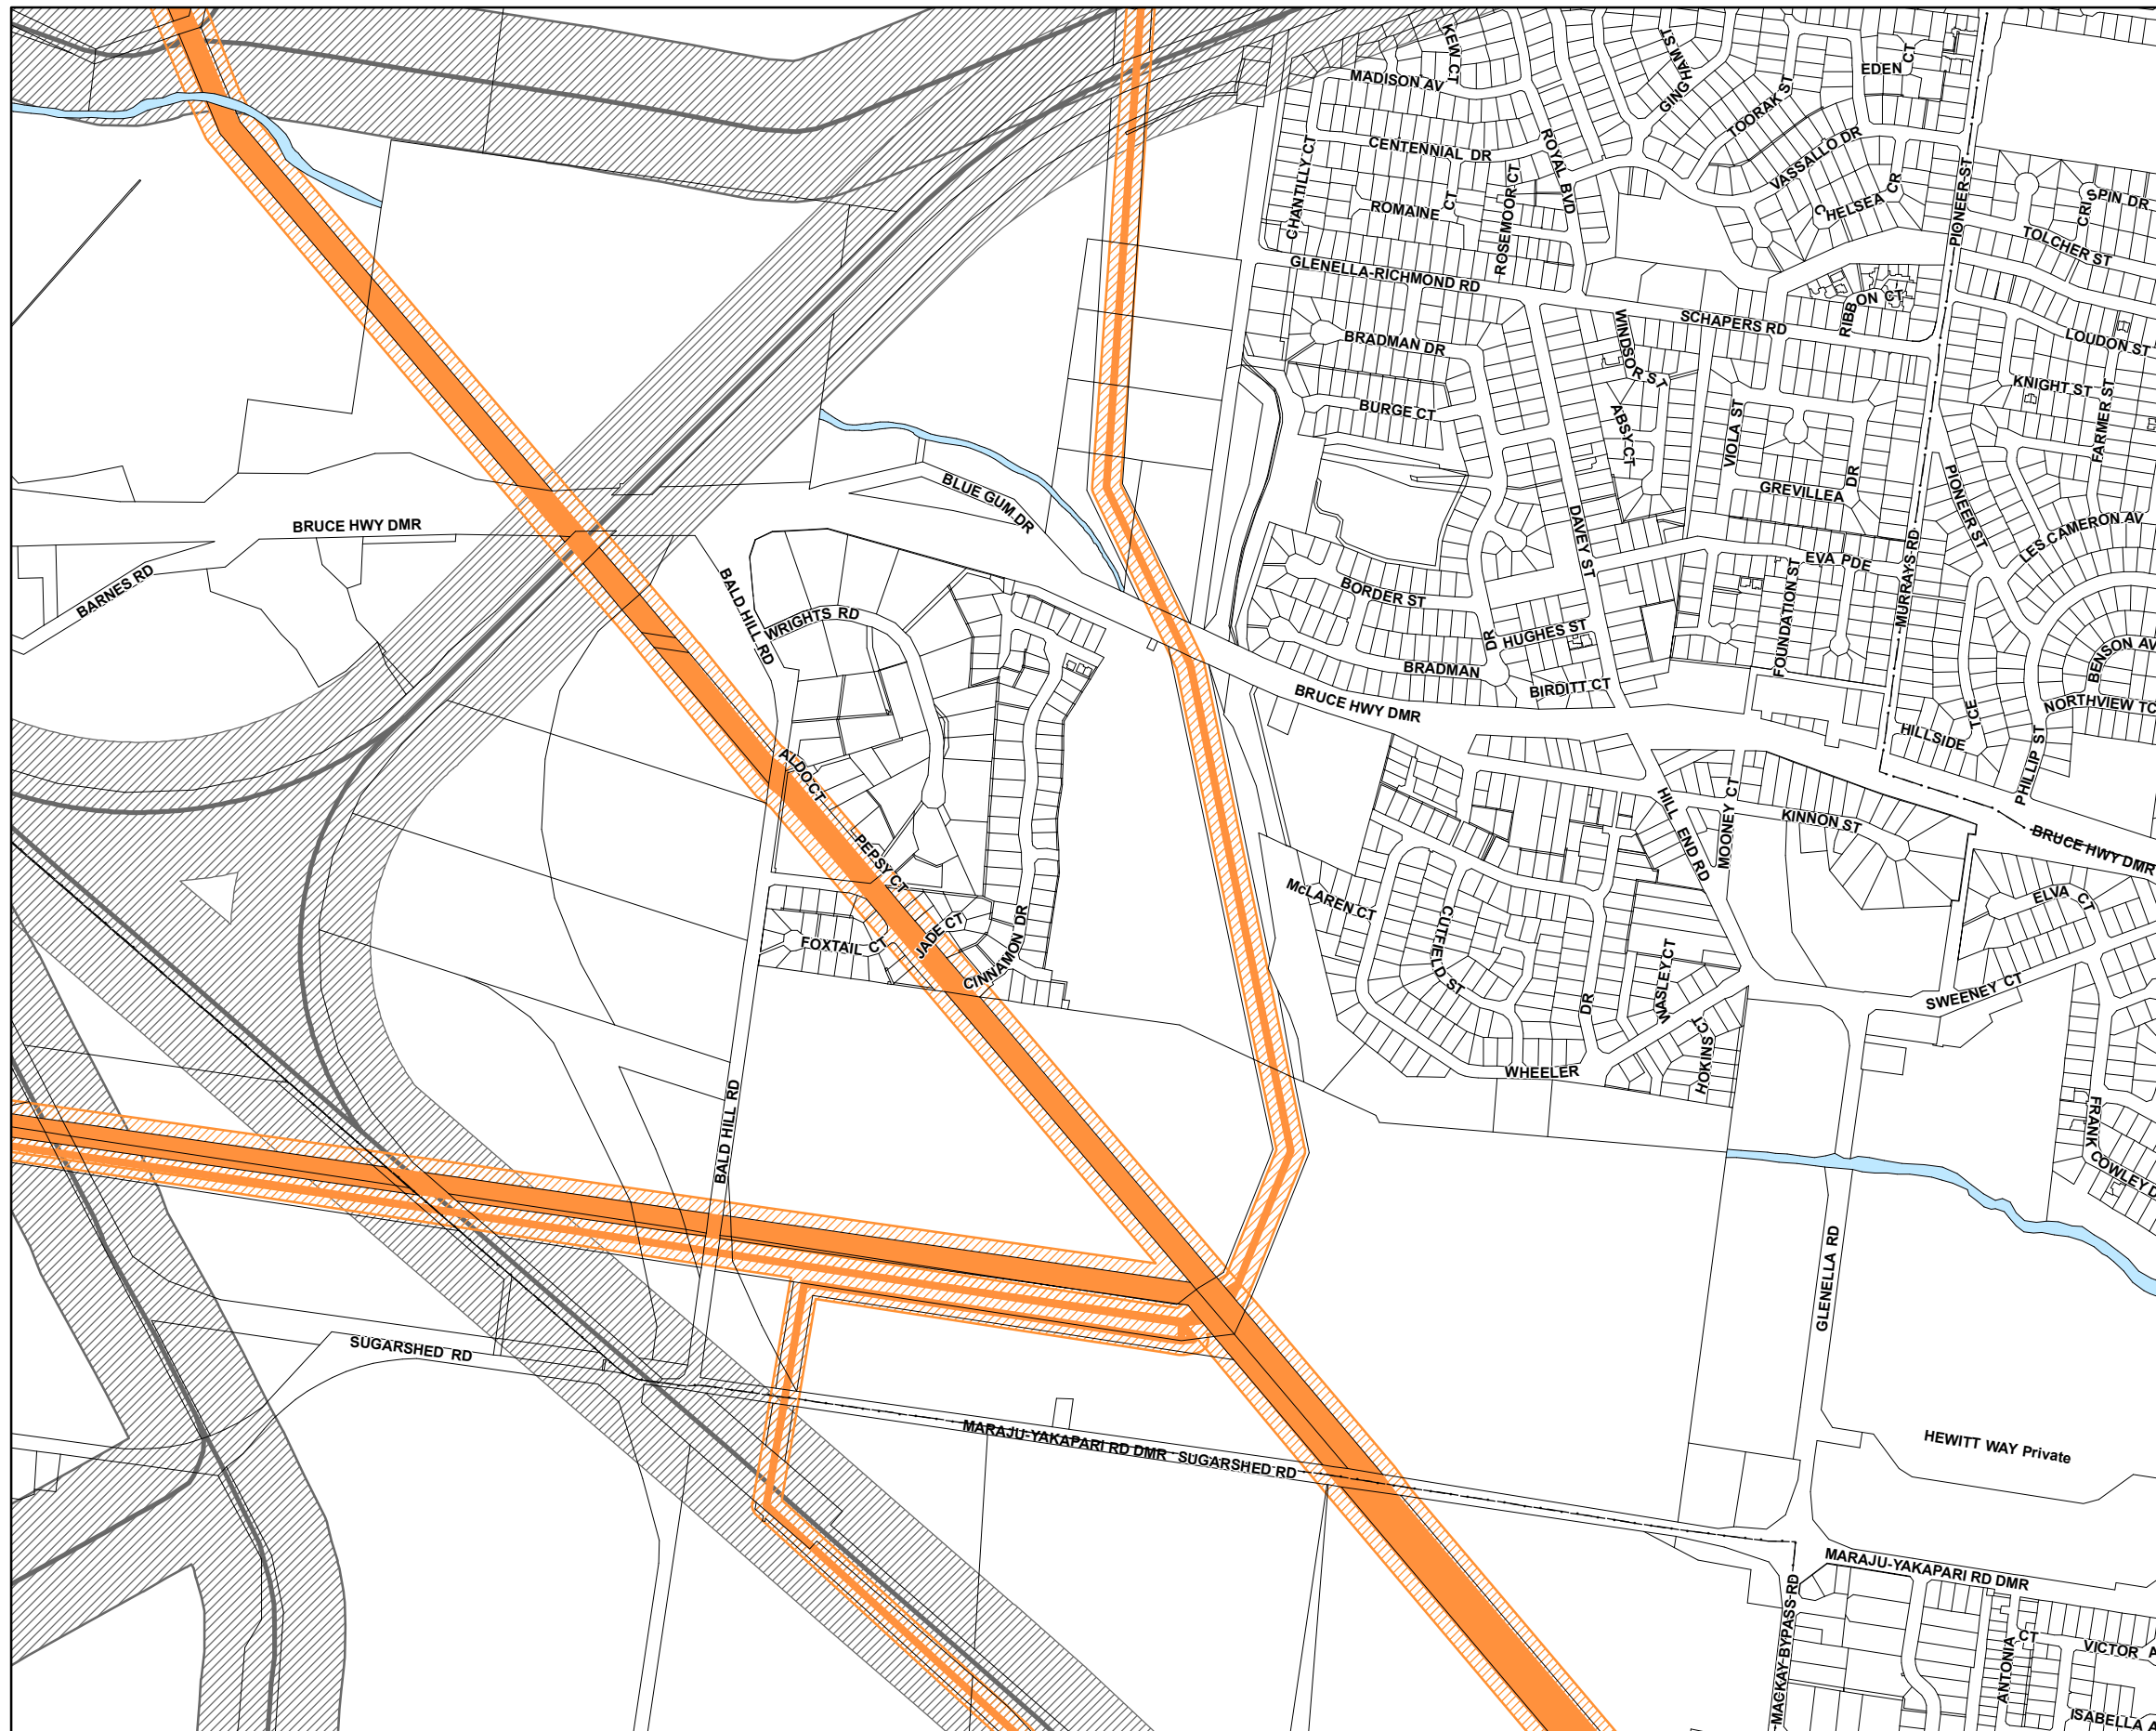 KEW CT
MADISON AV
GINGHAM ST
EDEN CT
TOORAK ST
CENTENNIAL DR
ROYAL BVD
VASSALLO DR
CHANTILLY CT
ROMAINE CT
ROSEMOOR CT
CHELSEA CR
PIONEER ST
SPIN DR
CRI
TOLCHER ST
GLENELLA-RICHMOND RD
SCHAPERS RD
RIBBON CT
LOUDON ST
BRADMAN DR
WINDSOR ST
KNIGHT ST
FARMER ST
BURGE CT
ABSY CT
VIOLA ST
GREVILLEA DR
BLUE GUM DR
DAVEY ST
PIONEER ST
LES CAMERON AV
BRUCE HWY DMR
BARNES RD
BALD HILL RD
WRIGHTS RD
BORDER ST
EVA PDE
FOUNDATION ST
MURRAYS RD
HUGHES ST
BRADMAN DR
BIRDITT CT
BENSON AV
NORTHVIEW TC
BRUCE HWY DMR
HILLSIDE TCE
PHILLIP ST
ALDO CT
PEPSY CT
HILL END RD
MOONEY CT
KINNON ST
BRUCE HWY DMR
McLAREN CT
CUTFIELD ST
ELVA CT
FOXTAIL CT
JADE CT
CINNAMON DR
WASLEY CT
SWEENEY CT
HOKINS CT
WHEELER DR
BALD HILL RD
FRANK COWLEY D
GLENELLA RD
SUGARSHED RD
MARAJU-YAKAPARI RD DMR
SUGARSHED RD
HEWITT WAY Private
MARAJU-YAKAPARI RD DMR
MACKAY-BYPASS-RD
ANTONIA CT
VICTOR A
ISABELLA A